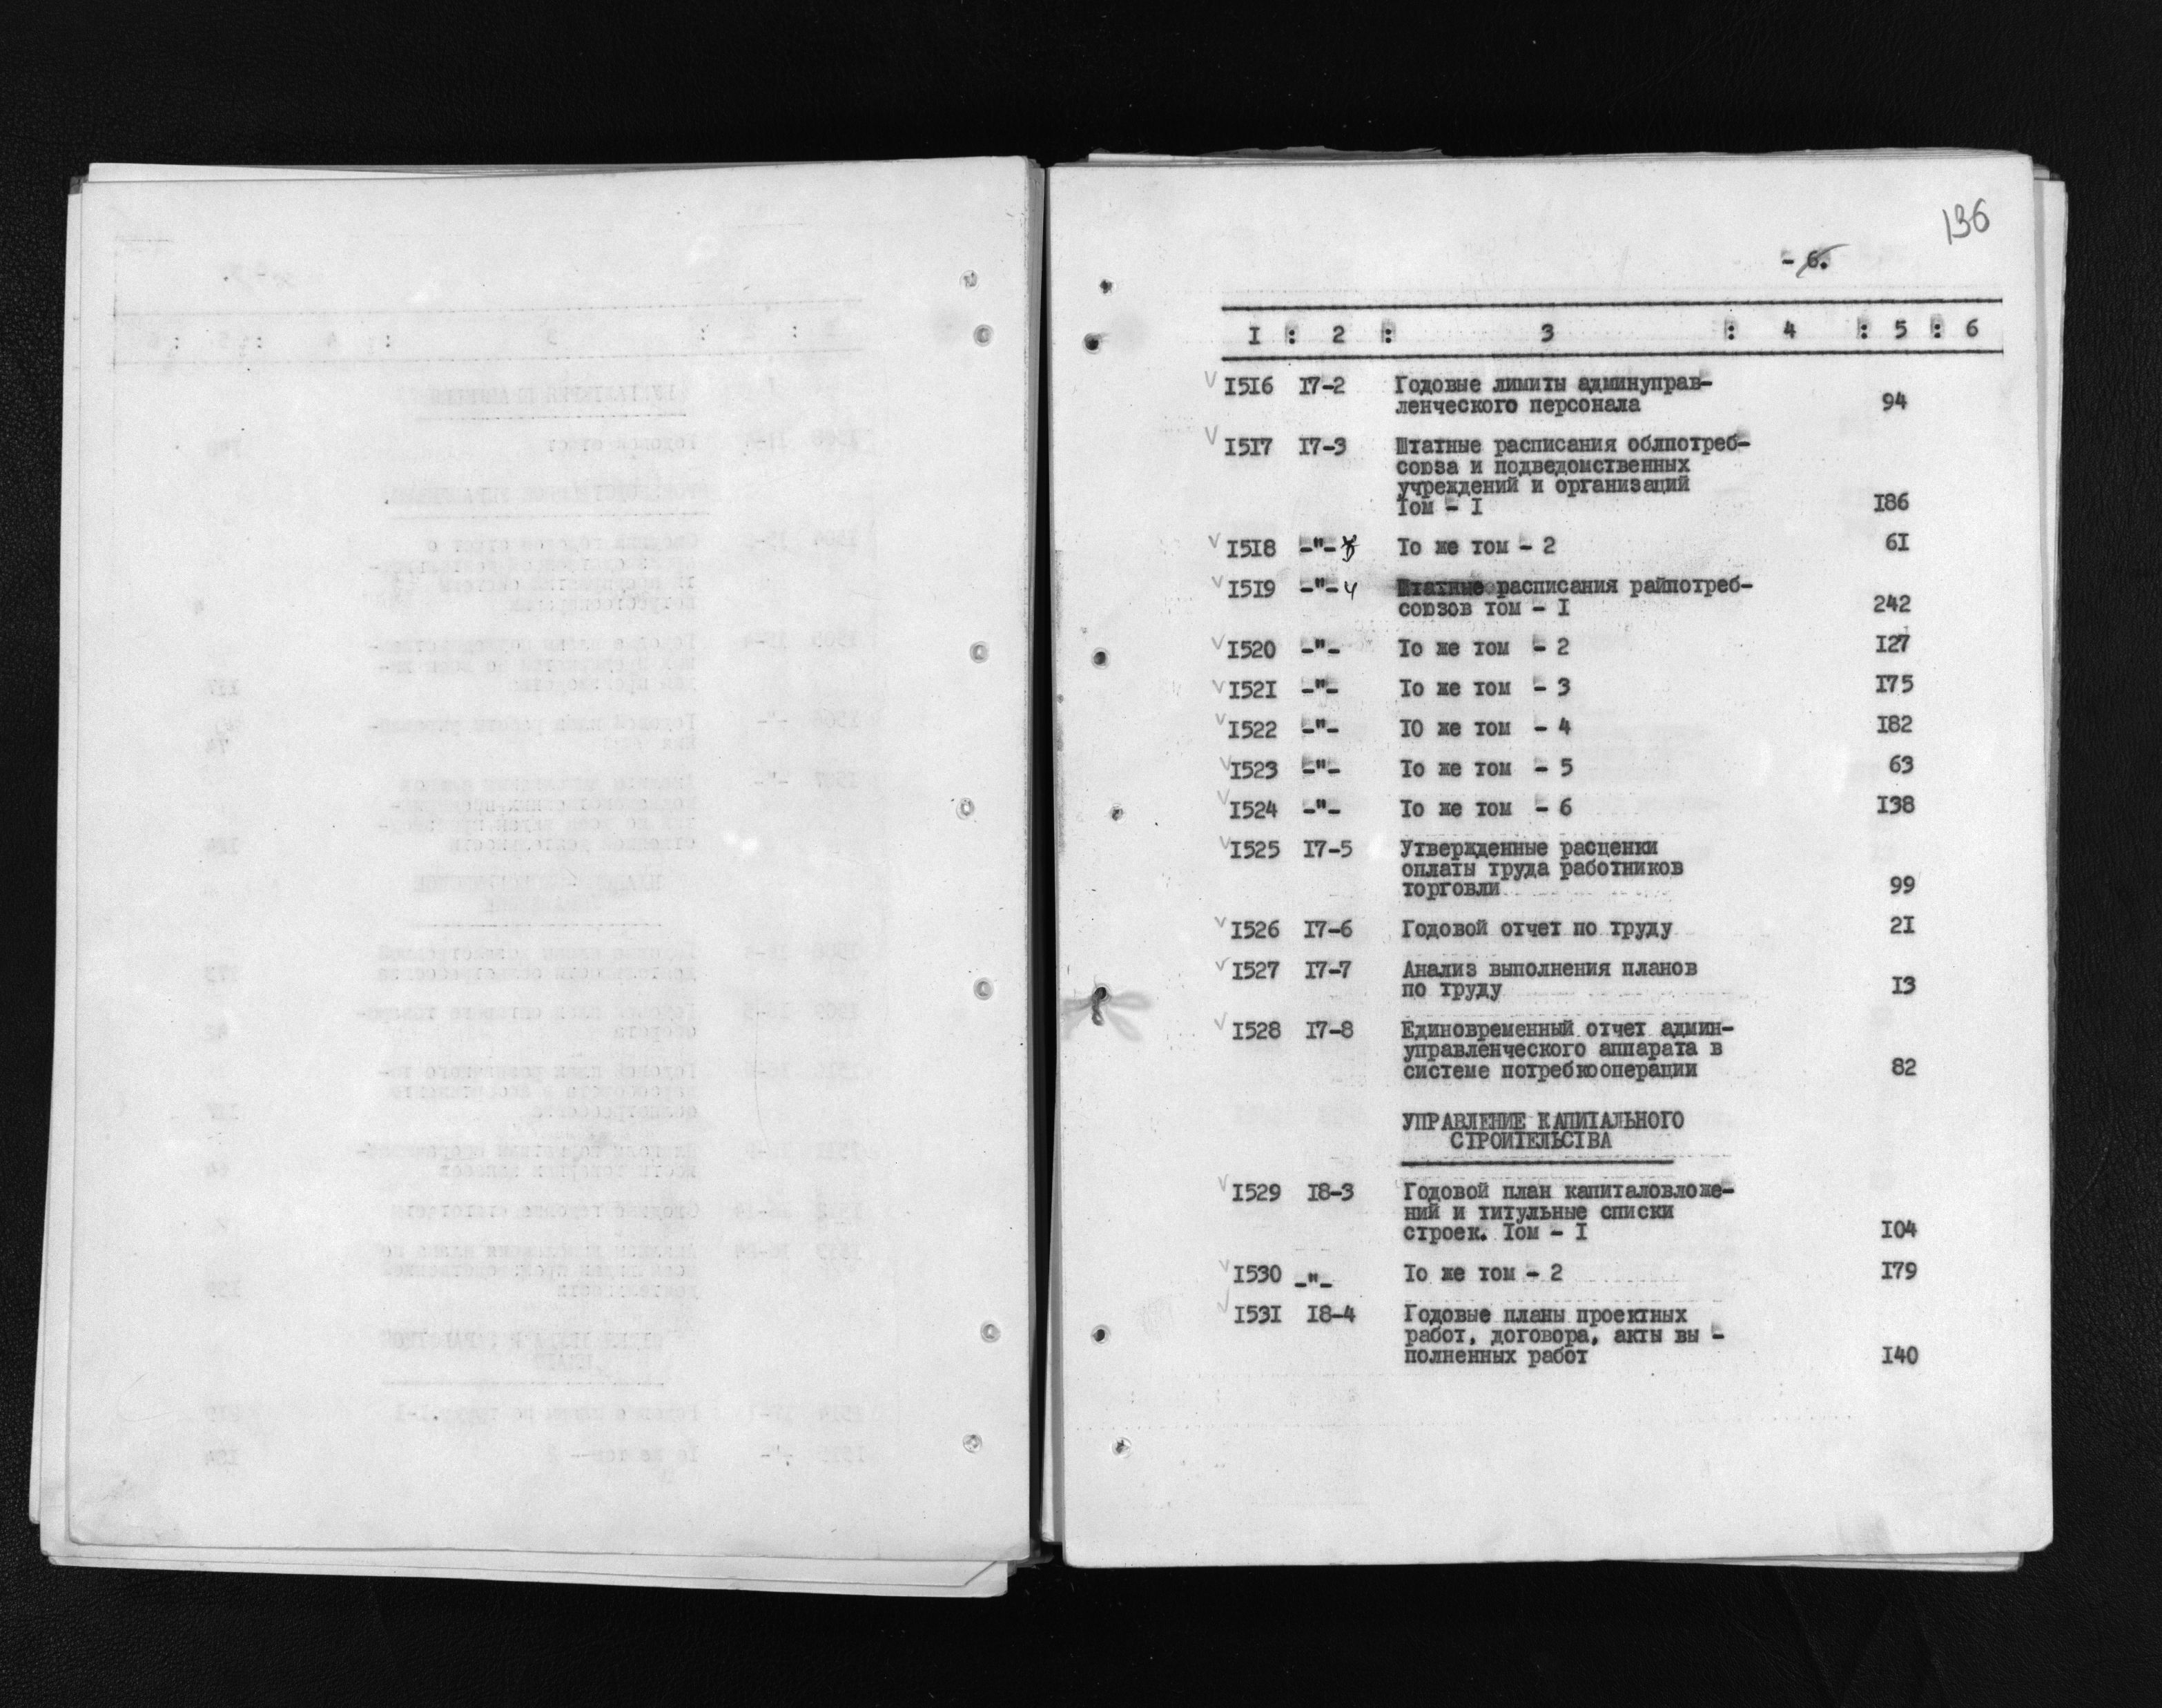 136
- 6.
I : 2 : 3 : 4 : 5 : 6
I516 I7-2 Годовые лимиты админуправ-
ленческого персонала 94
I517 I7-3 Штатные расписания облпотреб-
союза и подведомственных
учреждений и организаций
Том - I I86
I518 -"- То же том - 2 6I
I519 -"- 4 Штатные расписания райпотреб-
союзов том - I 242
I520 -"- То же том - 2 I27
I52I -"- То же том - 3 I75
I522 -"- ТО же том - 4 I82
I523 -"- То же том - 5 63
I524 -"- То же том - 6 I38
I525 I7-5 Утвержденные расценки
оплаты труда работников
торговли 99
I526 I7-6 Годовой отчет по труду 2I
I527 I7-7 Анализ выполнения планов
по труду I3
I528 I7-8 Единовременный отчет админ-
управленческого аппарата в
системе потребкооперации 82
УПРАВЛЕНИЕ КАПИТАЛЬНОГО
СТРОИТЕЛЬСТВА
I529 I8-3 Годовой план капиталовложе-
ний и титульные списки
строек. Том - I I04
I530 -"- То же том - 2 I79
I53I I8-4 Годовые планы проектных
работ, договора, акты вы -
полненных работ I40